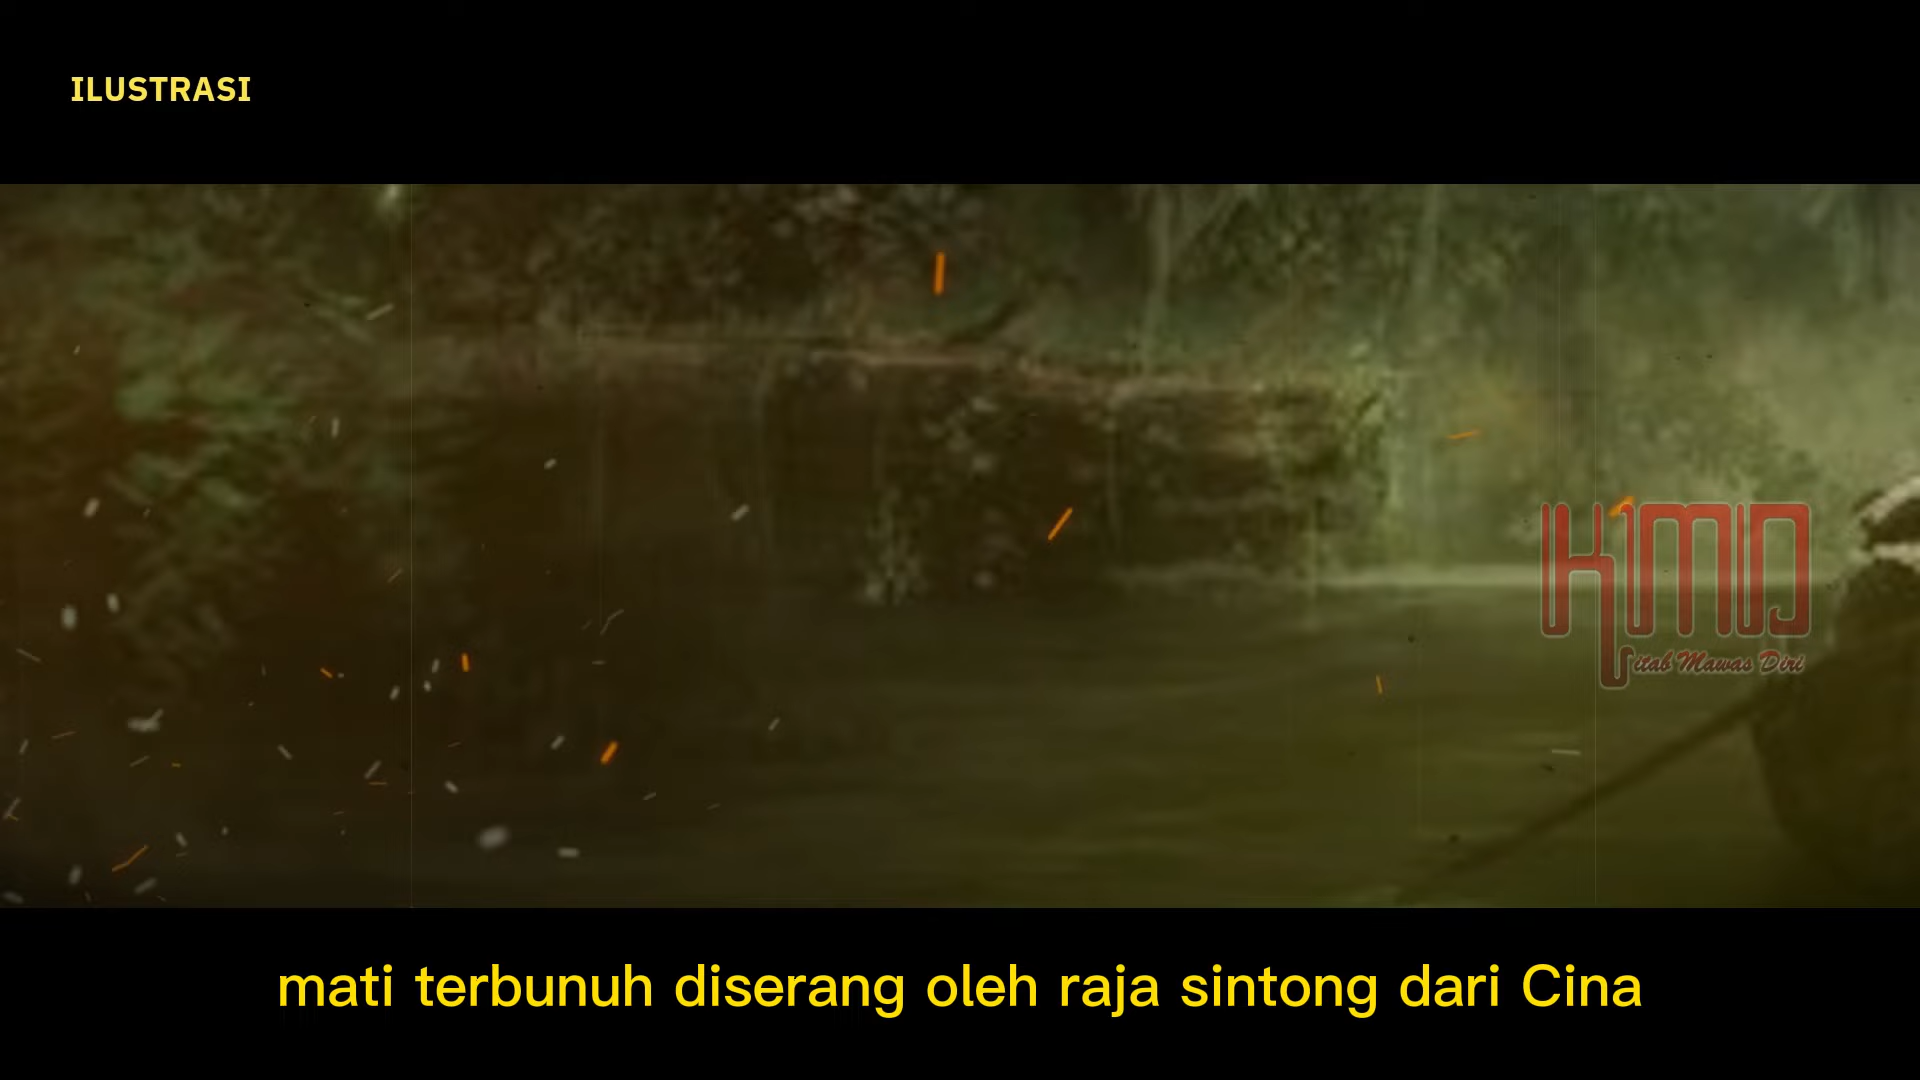 ILUSTRASI
KMD
Kitab Mawas Diri
mati terbunuh diserang oleh raja sintong dari Cina